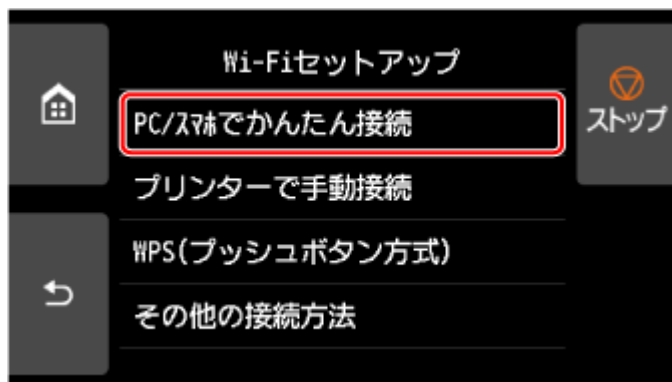 Wi-Fiセットアップ
PC/ｽﾏﾎでかんたん接続
プリンターで手動接続
WPS(プッシュボタン方式)
その他の接続方法
ストップ